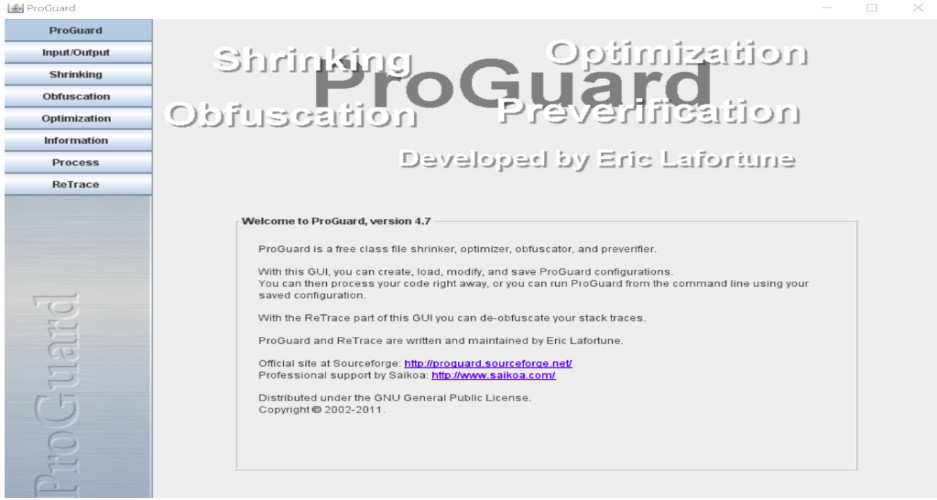 ProGuard
ProGuard
Input/Output
Shrinking
Obfuscation
Optimization
Information
Process
ReTrace
ProGuard
Shrinking
Optimization
ProGuard
Obfuscation
Preverification
Developed by Eric Lafortune
Welcome to ProGuard, version 4.7
ProGuard is a free class file shrinker, optimizer, obfuscator, and preverifier.
With this GUI, you can create, load, modify, and save ProGuard configurations.
You can then process your code right away, or you can run ProGuard from the command line using your
saved configuration.
With the ReTrace part of this GUI you can de-obfuscate your stack traces.
ProGuard and ReTrace are written and maintained by Eric Lafortune.
Official site at Sourceforge: http://proguard.sourceforge.net/
Professional support by Saikoa: http://www.saikoa.com/
Distributed under the GNU General Public License.
Copyright © 2002-2011.